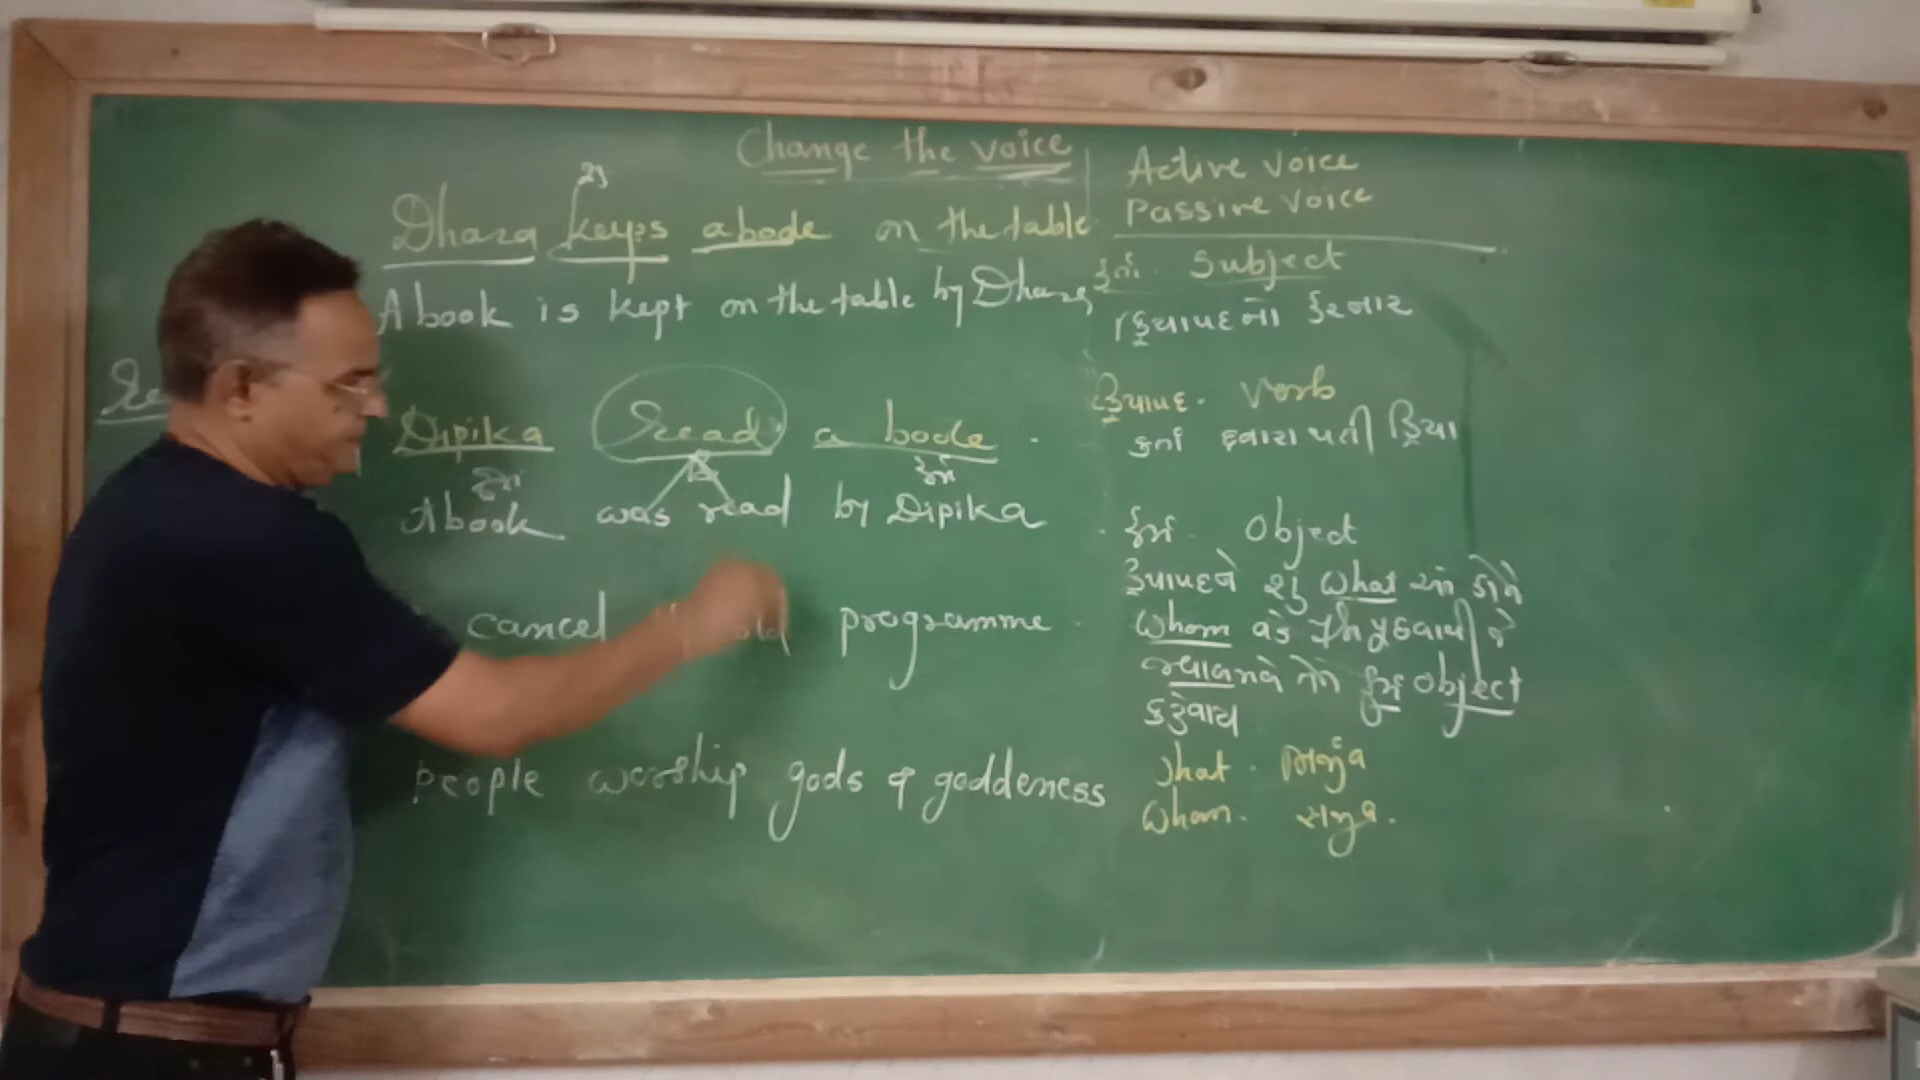 Change the voice
Dhara keeps a book on the table
A book is kept on the table by Dhara
Dipika Read a book.
કર્તા કર્મ
A book was read by Dipika
cancel programme.
People worship gods & goddeness
Active voice
Passive voice
કર્તા. Subject
ક્રિયાપદનો કરનાર
ક્રિયાપદ. Verb
કર્તા દ્વારા થતી ક્રિયા
કર્મ. Object
ક્રિયાપદને શું What અને કોને
Whom વડે પ્રશ્ન પુછવાથી જે
જવાબ મળે તેને કર્મ object
કહેવાય
What. નિર્જીવ
Whom. સજીવ.